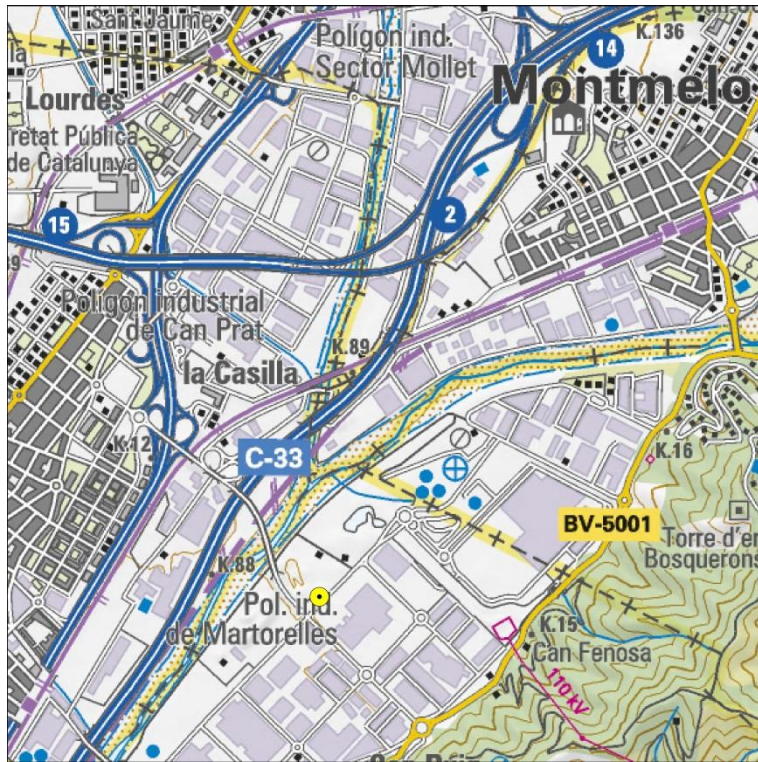 Sant Jaume
K.136
Polígon ind.
Sector Mollet
14
Montmeló
Lourdes
retat Pública
de Catalunya
15
2
Polígon industrial
de Can Prat
K.89
la Casilla
K.12
C-33
K.16
BV-5001
Torre d'en
Bosquerons
K.88
Pol. ind.
de Martorelles
K.15
Can Fenosa
110 kV